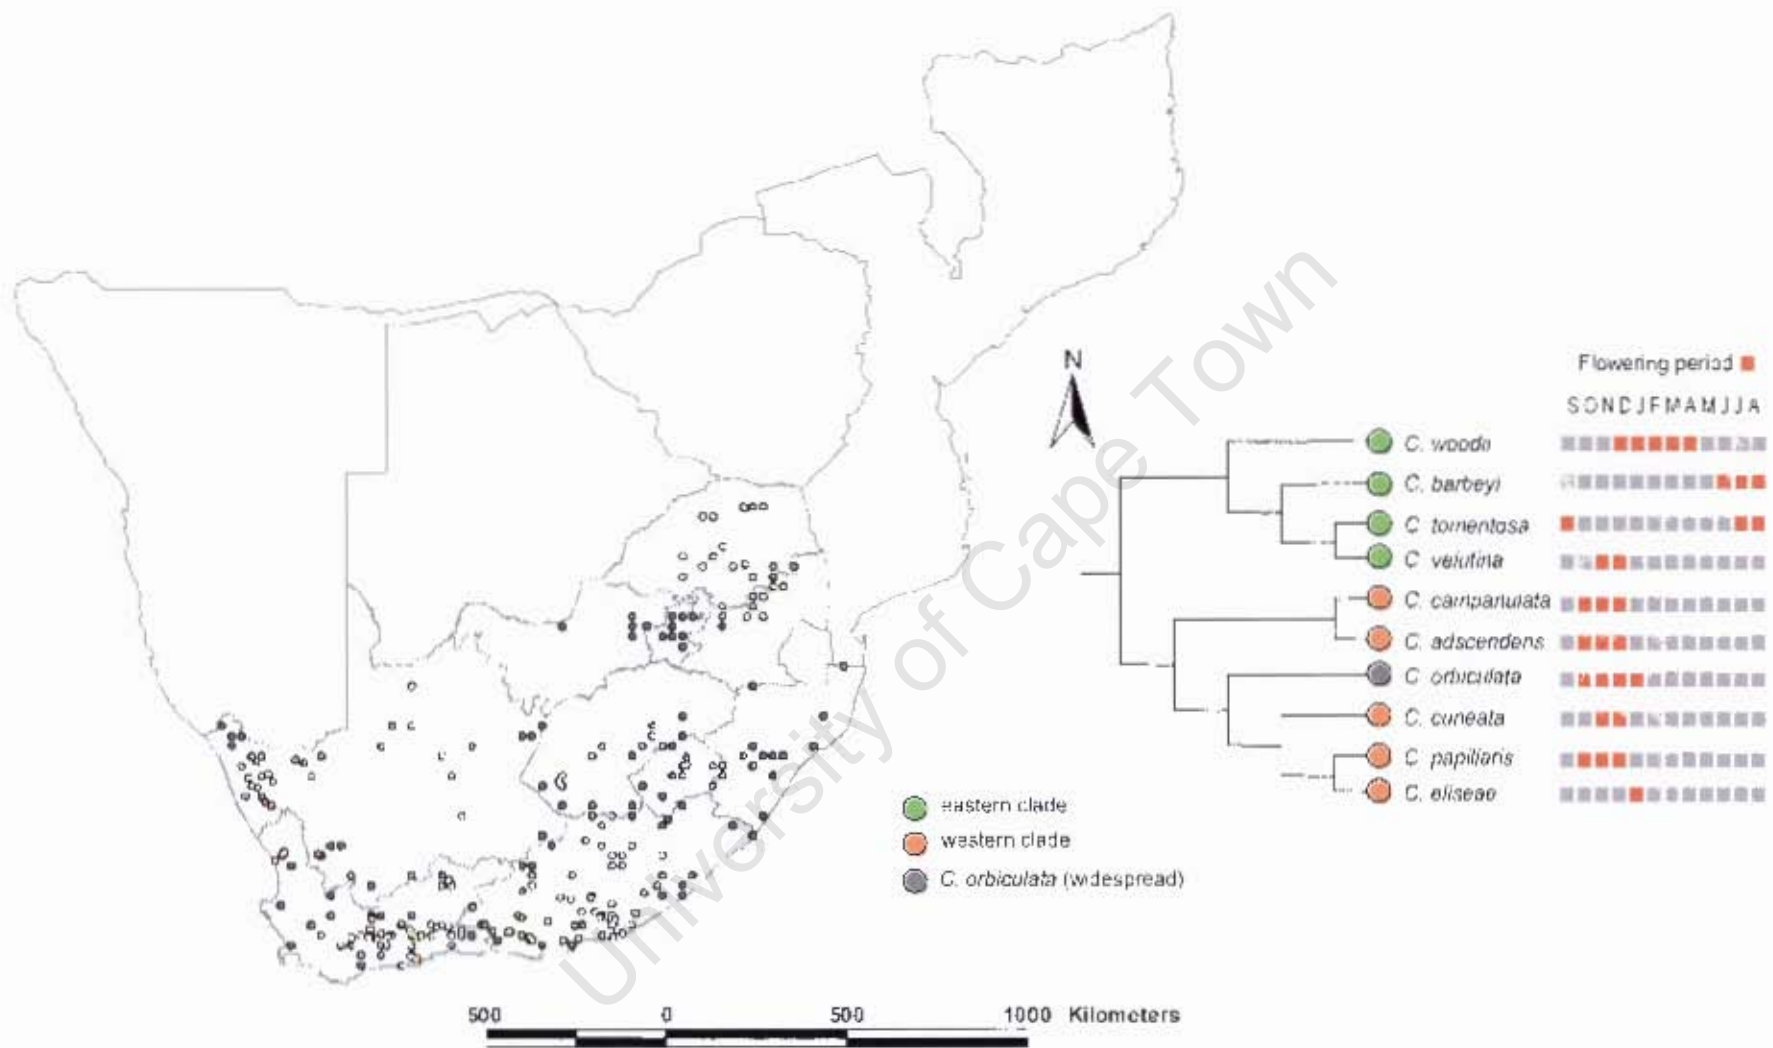 N
Flowering period
S O N D J F M A M J J A
C. woodii
C. barbeyi
C. tomentosa
C. velutina
C. campanulata
C. adscendens
C. orbiculata
C. cuneata
C. papillaris
C. eliseae
eastern clade
western clade
C. orbiculata (widespread)
500 0 500 1000 Kilometers
University of Cape Town